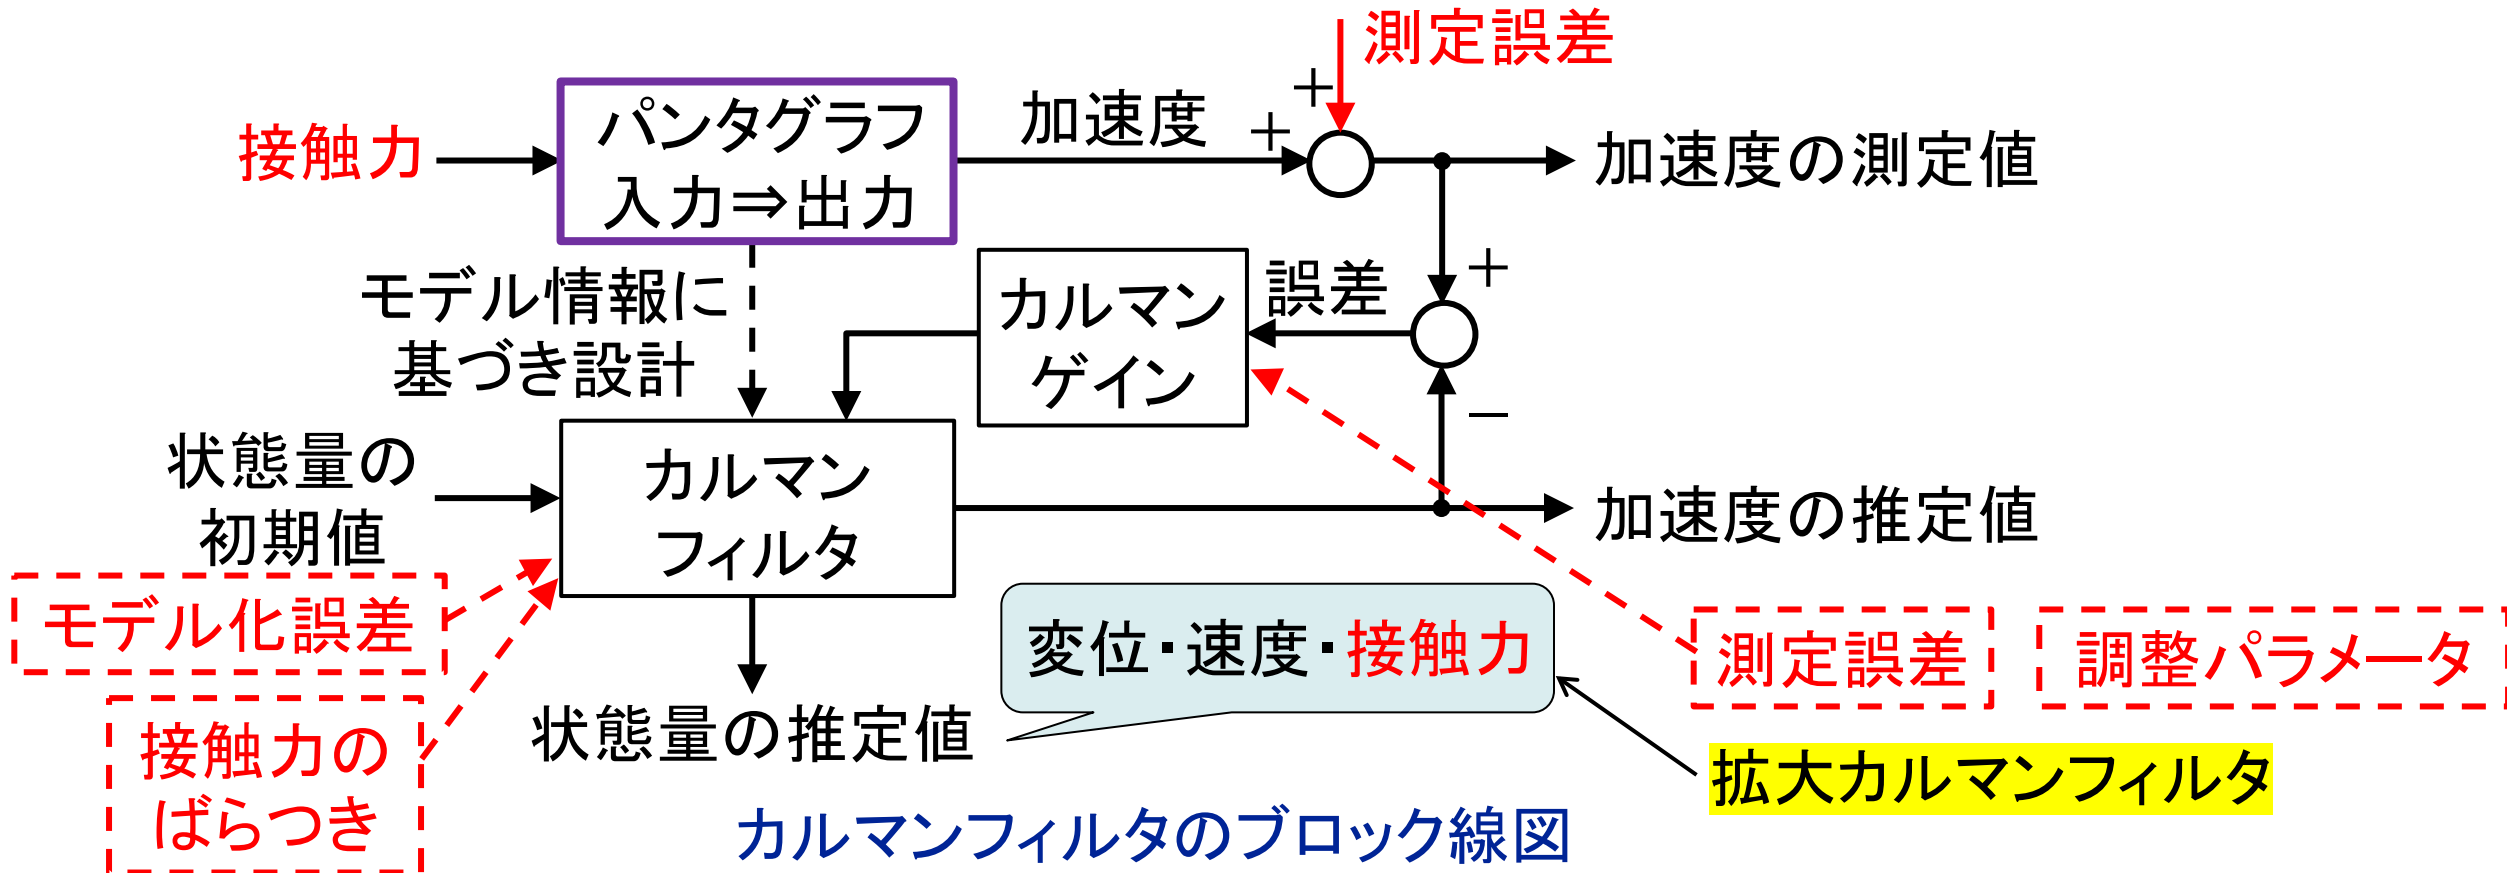 測定誤差
接触力
パンタグラフ
入力⇒出力
加速度
+
+
加速度の測定値
モデル情報に
基づき設計
カルマン
ゲイン
誤差
+
−
状態量の
初期値
カルマン
フィルタ
加速度の推定値
モデル化誤差
変位・速度・接触力
測定誤差
調整パラメータ
接触力の
ばらつき
状態量の推定値
拡大カルマンフィルタ
カルマンフィルタのブロック線図